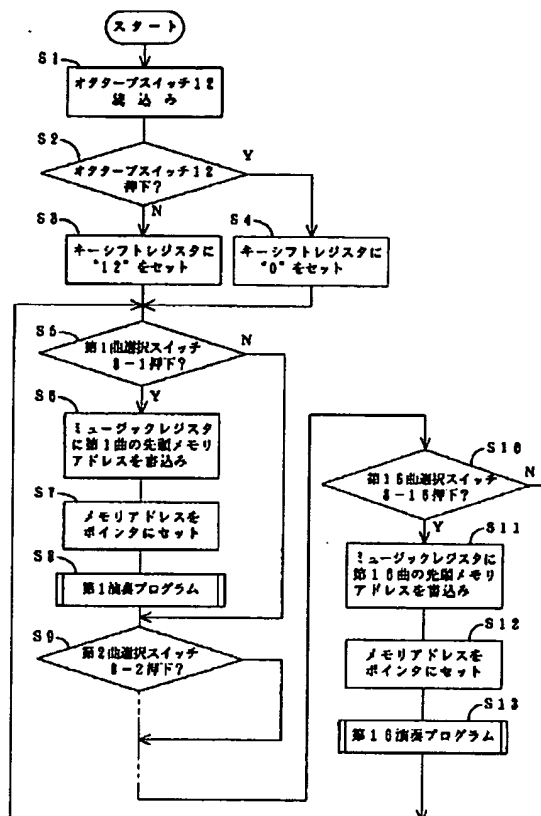 スタート
S1
オクターブスイッチ12
読込み
S2
オクターブスイッチ12
押下?
Y
N
S3
キーシフトレジスタに
"12"をセット
S4
キーシフトレジスタに
"0"をセット
S5
第1曲選択スイッチ
8-1押下?
N
Y
S6
ミュージックレジスタ
に第1曲の先頭メモリ
アドレスを書込み
S7
メモリアドレスを
ポインタにセット
S8
第1演奏プログラム
S9
第2曲選択スイッチ
8-2押下?
S10
第16曲選択スイッチ
8-16押下?
N
Y
S11
ミュージックレジスタに
第16曲の先頭メモリ
アドレスを書込み
S12
メモリアドレスを
ポインタにセット
S13
第16演奏プログラム